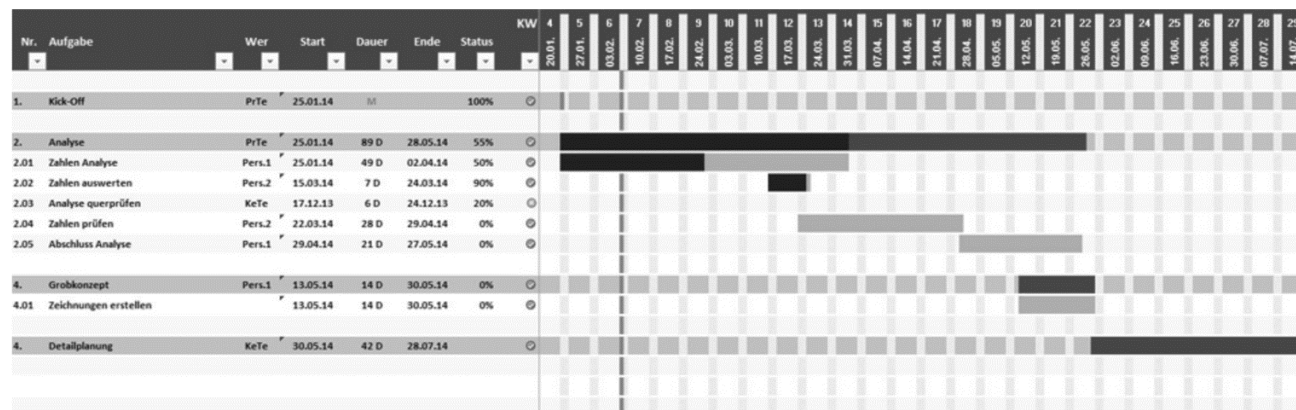 KW 4 5 6 7 8 9 10 11 12 13 14 15 16 17 18 19 20 21 22 23 24 25 26 27 28 29
Nr. Aufgabe Wer Start Dauer Ende Status
20.01. 27.01. 03.02. 10.02. 17.02. 24.02. 03.03. 10.03. 17.03. 24.03. 31.03. 07.04. 14.04. 21.04. 28.04. 05.05. 12.05. 19.05. 26.05. 02.06. 09.06. 16.06. 23.06. 30.06. 07.07. 14.07.
1. Kick-Off PrTe 25.01.14 M 100%
2. Analyse PrTe 25.01.14 89 D 28.05.14 55%
2.01 Zahlen Analyse Pers.1 25.01.14 49 D 02.04.14 50%
2.02 Zahlen auswerten Pers.2 15.03.14 7 D 24.03.14 90%
2.03 Analyse querprüfen KeTe 17.12.13 6 D 24.12.13 20%
2.04 Zahlen prüfen Pers.2 22.03.14 28 D 29.04.14 0%
2.05 Abschluss Analyse Pers.1 29.04.14 21 D 27.05.14 0%
4. Grobkonzept Pers.1 13.05.14 14 D 30.05.14 0%
4.01 Zeichnungen erstellen 13.05.14 14 D 30.05.14 0%
4. Detailplanung KeTe 30.05.14 42 D 28.07.14